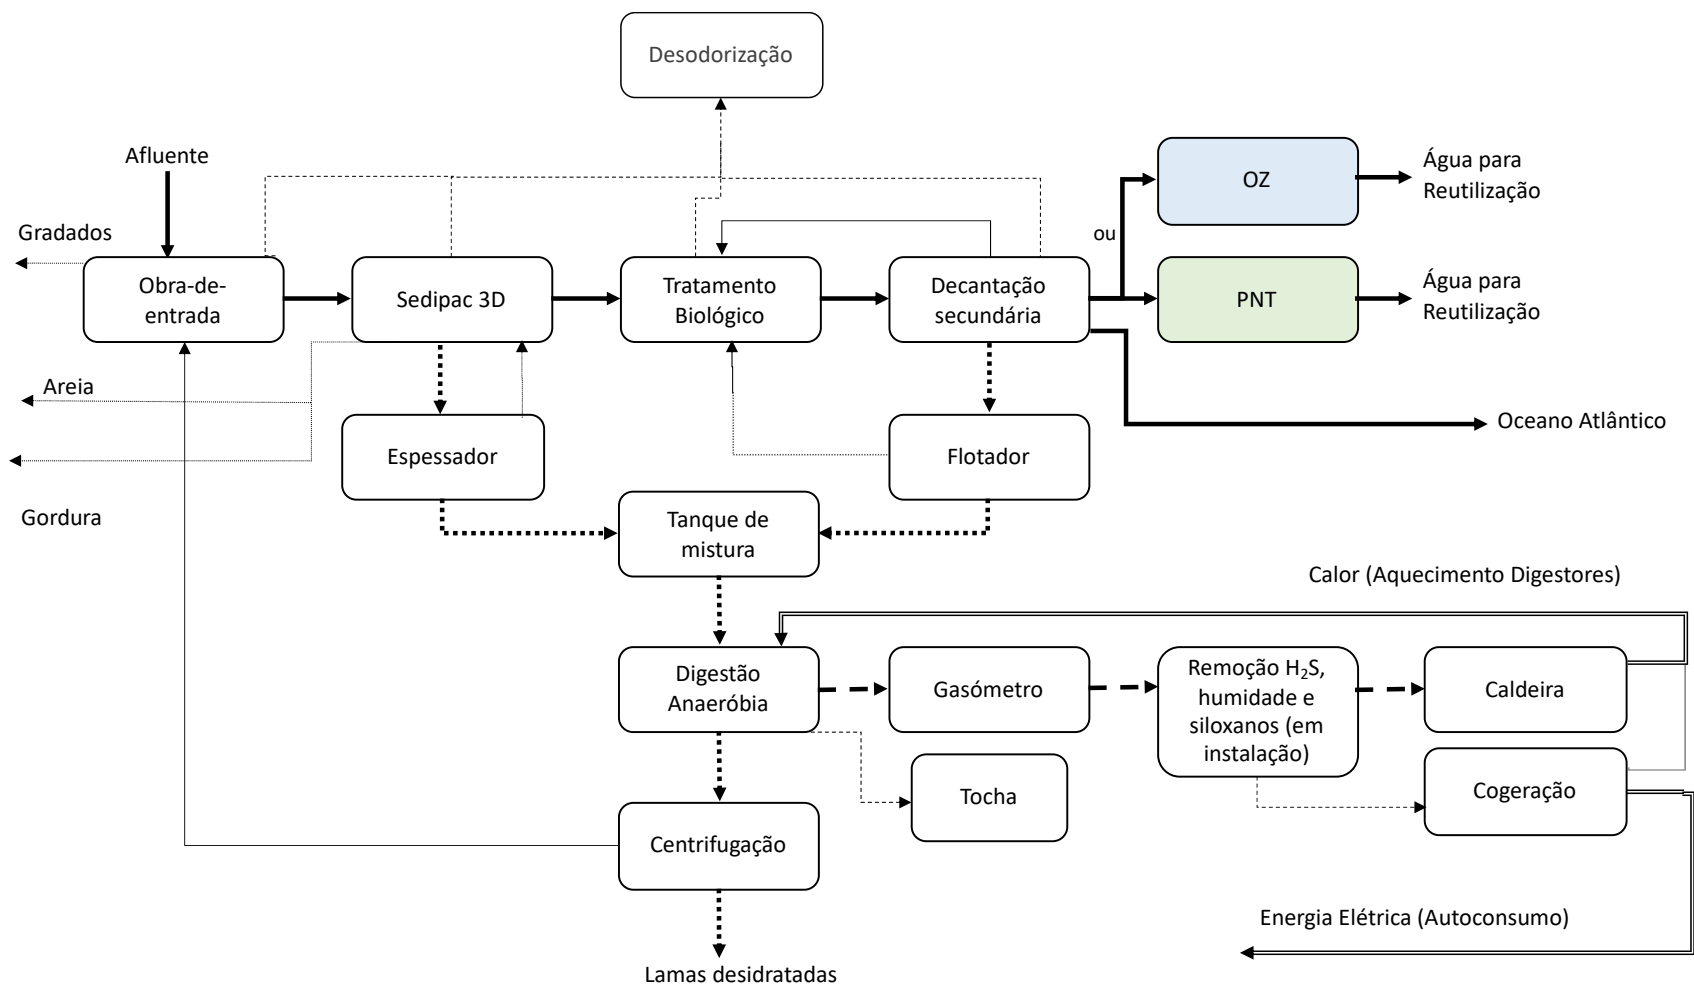 Desodorização
Afluente
Gradados
Obra-de-
entrada
Sedipac 3D
Tratamento
Biológico
Decantação
secundária
ou
OZ
Água para
Reutilização
PNT
Água para
Reutilização
Areia
Espessador
Flotador
Oceano Atlântico
Gordura
Tanque de
mistura
Calor (Aquecimento Digestores)
Digestão
Anaeróbia
Gasómetro
Remoção H₂S,
humidade e
siloxanos (em
instalação)
Caldeira
Tocha
Cogeração
Centrifugação
Energia Elétrica (Autoconsumo)
Lamas desidratadas